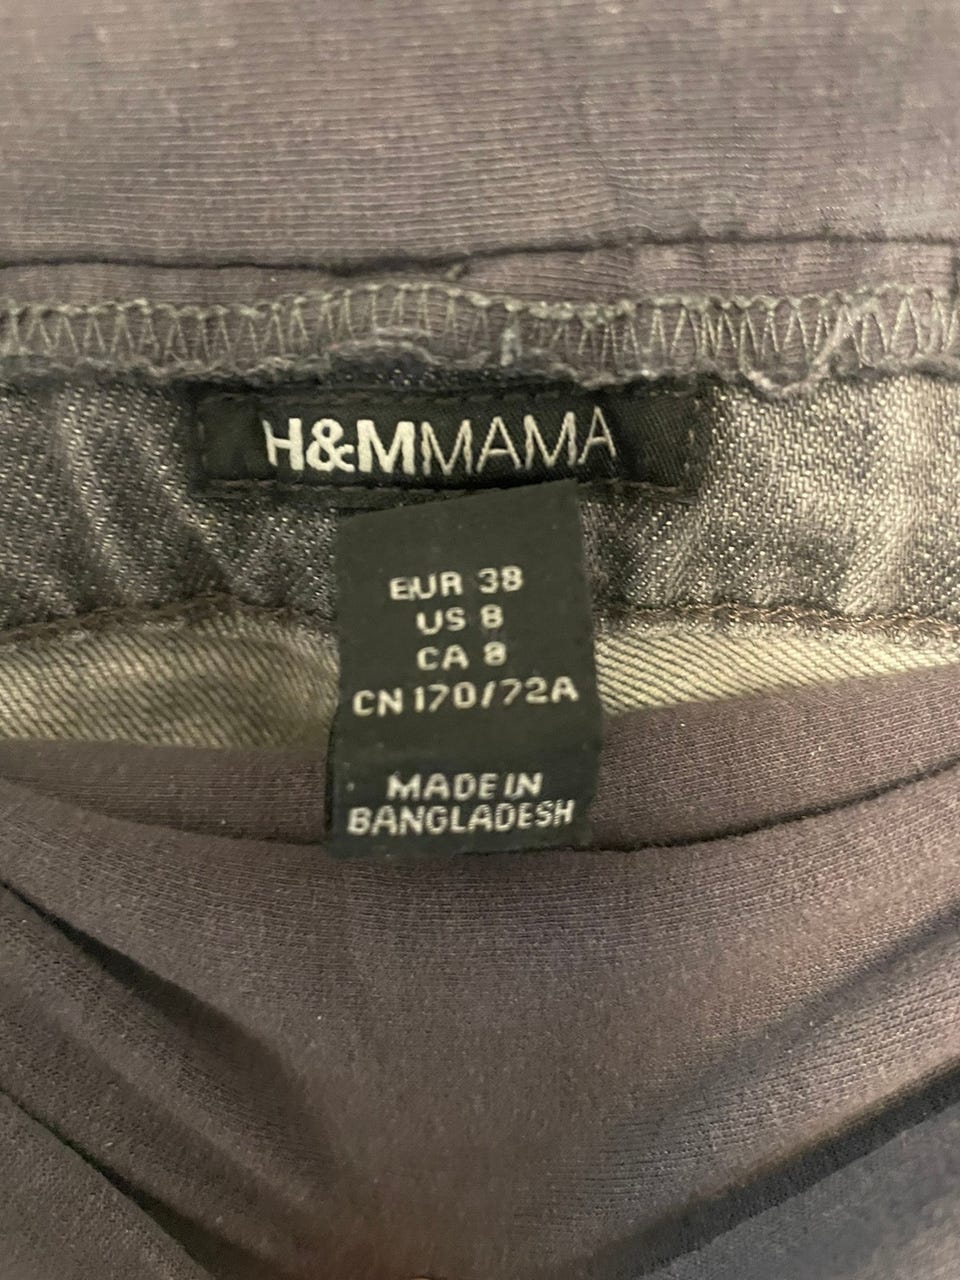 H&MMAMA
EUR 38
US 8
CA 8
CN 170/72A
MADE IN
BANGLADESH